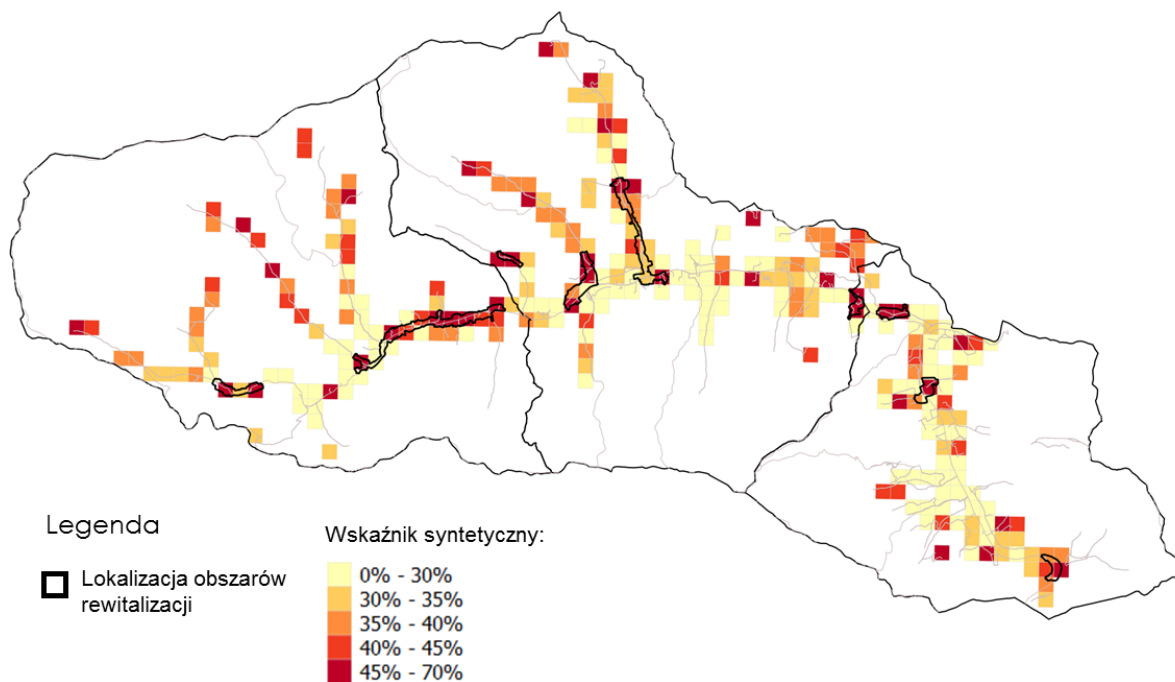 Legenda
Lokalizacja obszarów
rewitalizacji
Wskaźnik syntetyczny:
0% - 30%
30% - 35%
35% - 40%
40% - 45%
45% - 70%